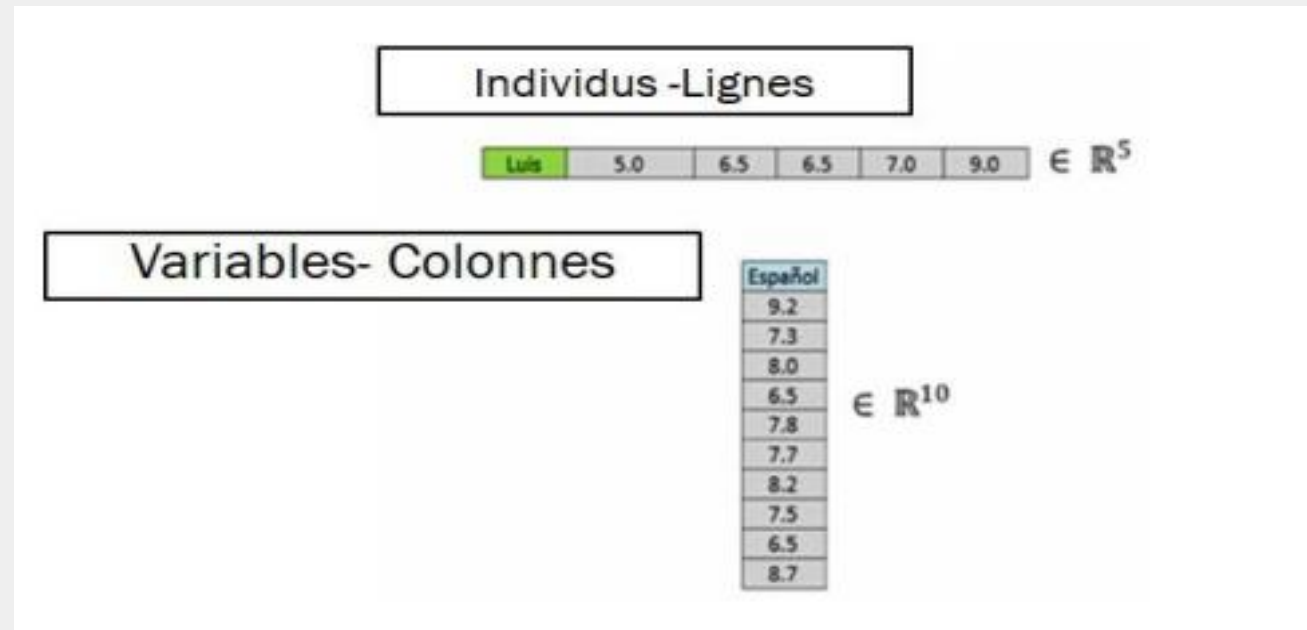 Individus -Lignes
Luis 5.0 6.5 6.5 7.0 9.0 ∈ ℝ⁵
Variables- Colonnes
Español
9.2
7.3
8.0
6.5
7.8
7.7
8.2
7.5
6.5
8.7
∈ ℝ¹⁰